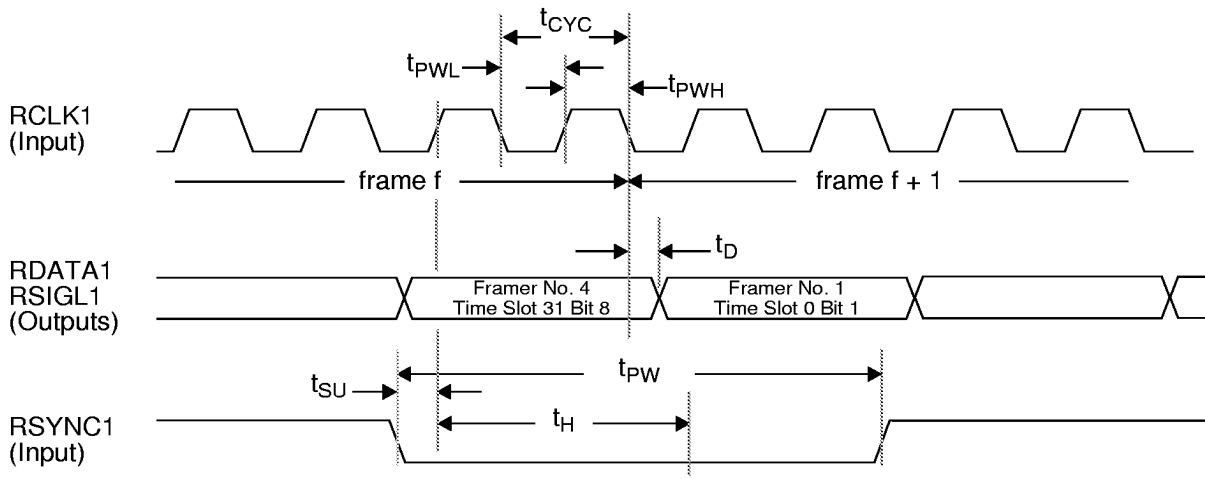 tCYC
tPWL
tPWH
RCLK1
(Input)
frame f
frame f + 1
tD
RDATA1
RSIGL1
(Outputs)
Framer No. 4
Time Slot 31 Bit 8
Framer No. 1
Time Slot 0 Bit 1
tPW
tSU
tH
RSYNC1
(Input)